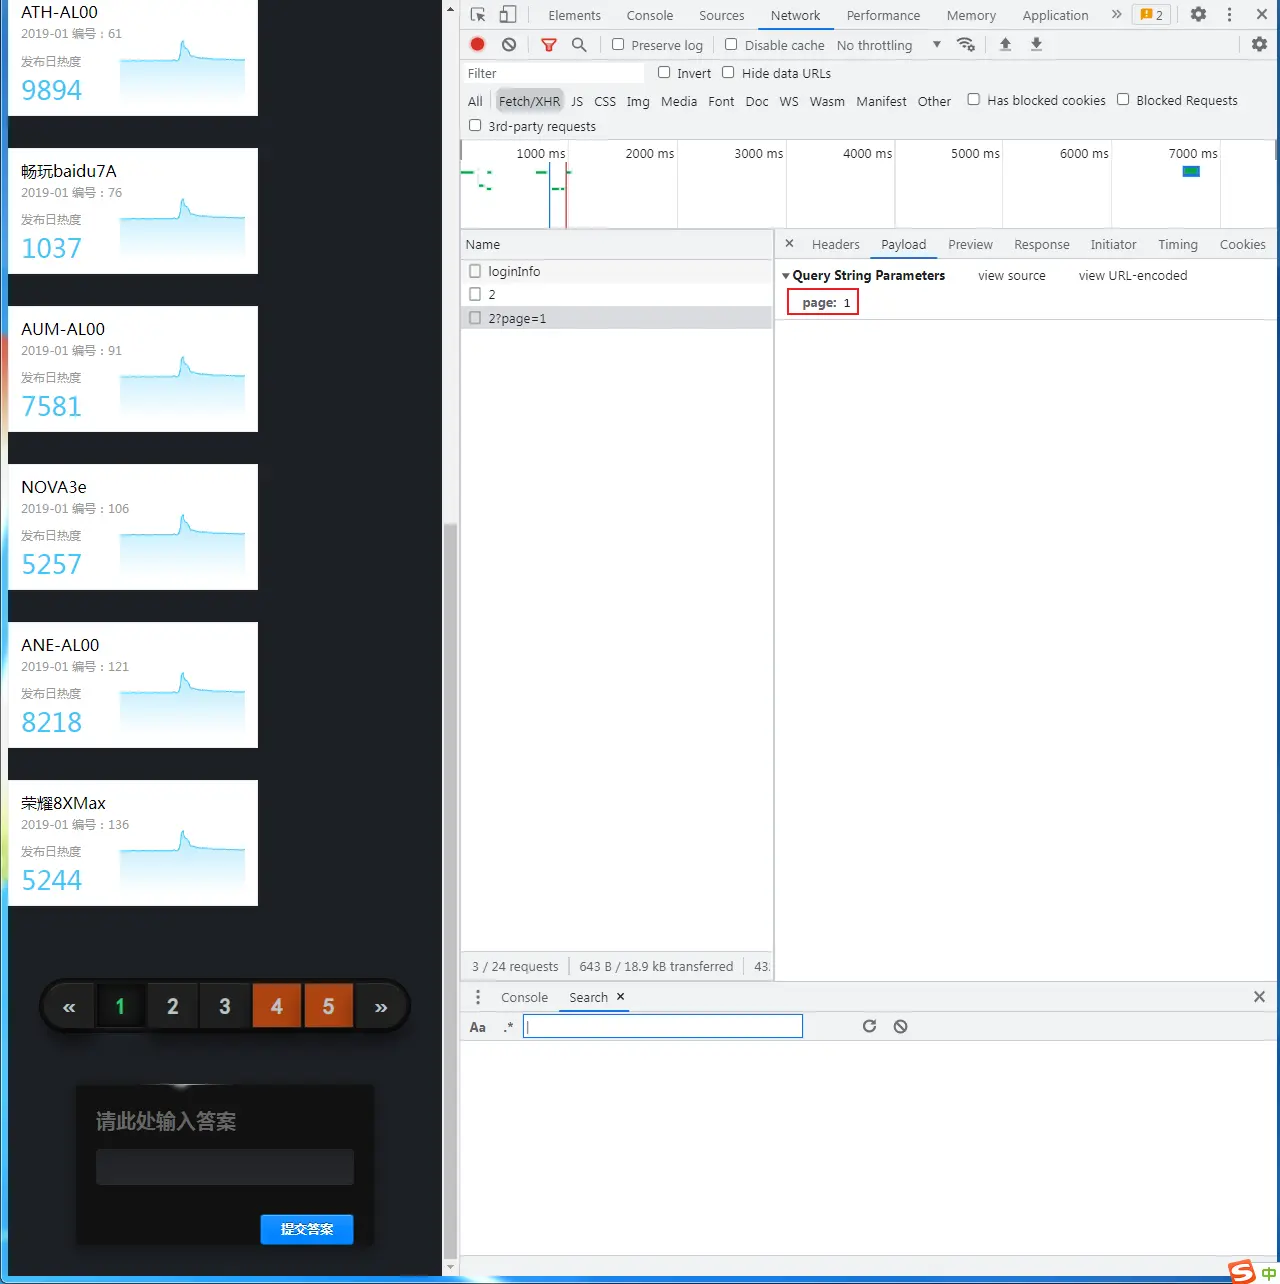 ATH-AL00
2019-01 编号：61
发布日热度
9894
畅玩baidu7A
2019-01 编号：76
发布日热度
1037
AUM-AL00
2019-01 编号：91
发布日热度
7581
NOVA3e
2019-01 编号：106
发布日热度
5257
ANE-AL00
2019-01 编号：121
发布日热度
8218
荣耀8XMax
2019-01 编号：136
发布日热度
5244
« 1 2 3 4 5 »
请此处输入答案
提交答案
Elements Console Sources Network Performance Memory Application » 2
Preserve log Disable cache No throttling
Filter Invert Hide data URLs
All Fetch/XHR JS CSS Img Media Font Doc WS Wasm Manifest Other Has blocked cookies Blocked Requests
3rd-party requests
1000 ms 2000 ms 3000 ms 4000 ms 5000 ms 6000 ms 7000 ms
Name
loginInfo
2
2?page=1
× Headers Payload Preview Response Initiator Timing Cookies
Query String Parameters view source view URL-encoded
page: 1
3 / 24 requests 643 B / 18.9 kB transferred 43
Console Search ×
Aa .*
S 中